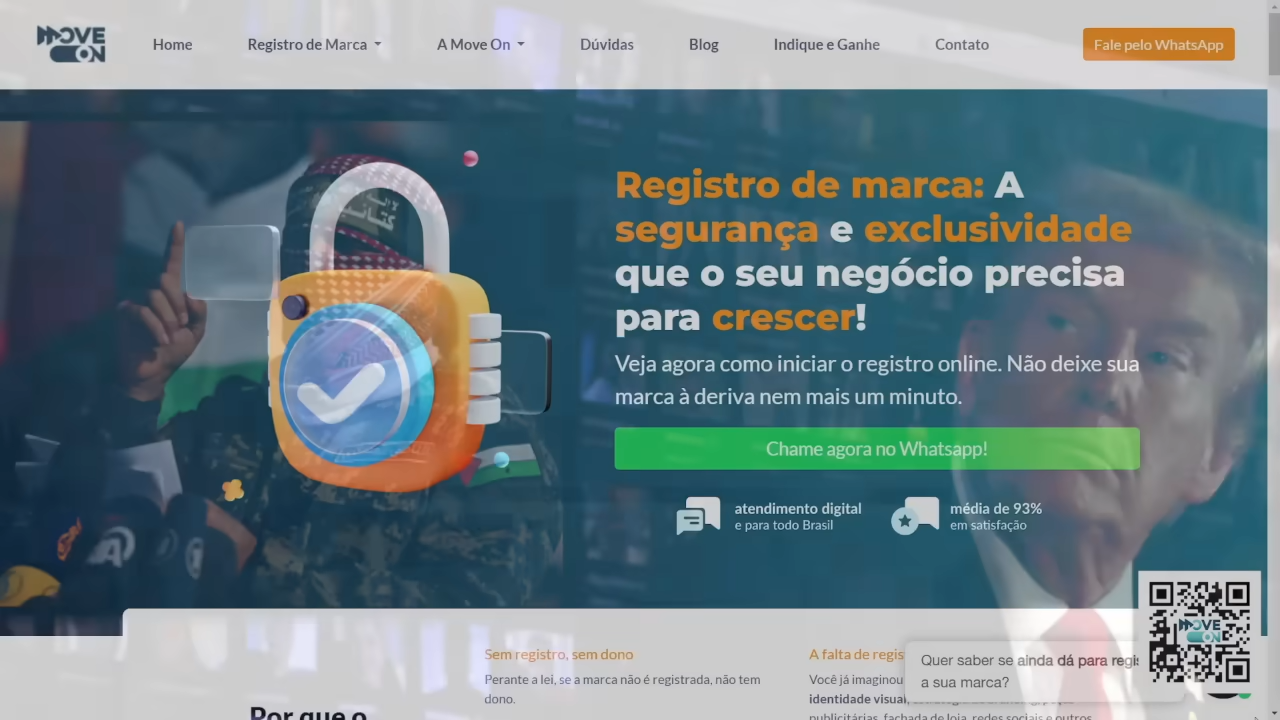 MOVE
ON
Home
Registro de Marca
A Move On
Dúvidas
Blog
Indique e Ganhe
Contato
Fale pelo WhatsApp
Registro de marca: A
segurança e exclusividade
que o seu negócio precisa
para crescer!
Veja agora como iniciar o registro online. Não deixe sua
marca à deriva nem mais um minuto.
Chame agora no Whatsapp!
atendimento digital
e para todo Brasil
média de 93%
em satisfação
MOVE
ON
Sem registro, sem dono
Perante a lei, se a marca não é registrada, não tem
dono.
A falta de regis
Você já imaginou
identidade visual,
publicitárias, fachada de loja, redes sociais e outros
Quer saber se ainda dá para regis
a sua marca?
Por que o